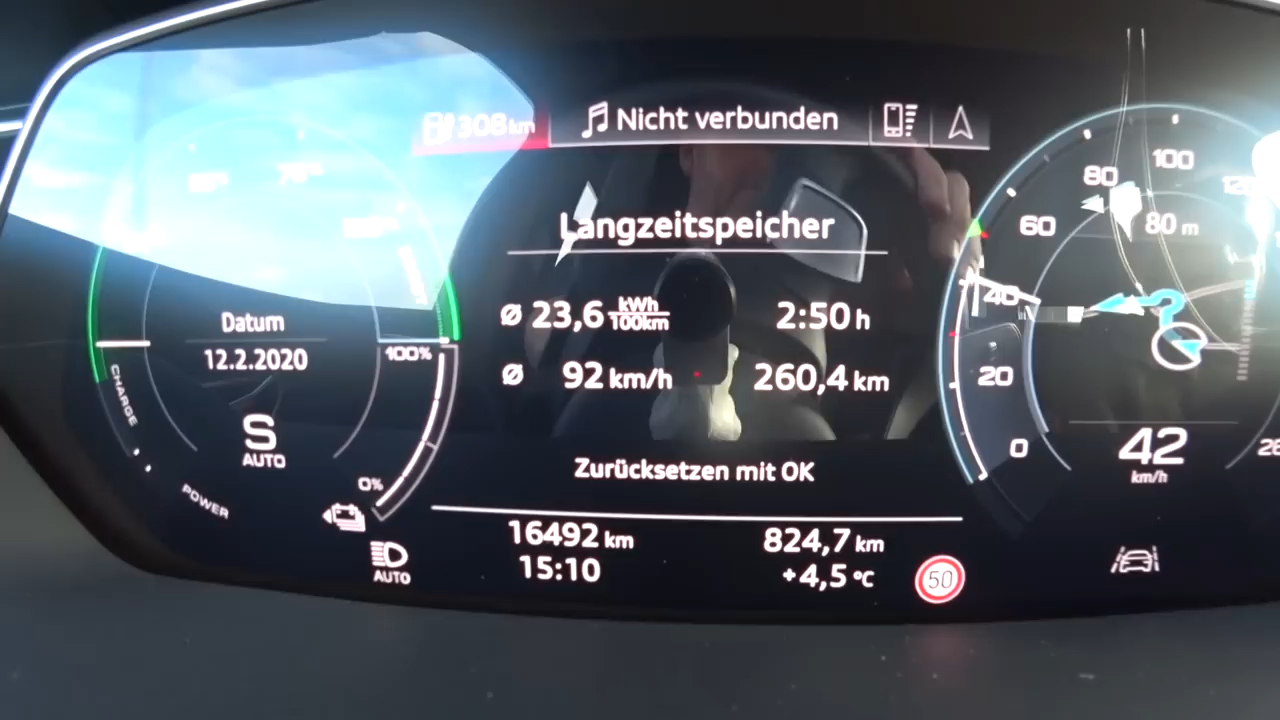 308 km
Nicht verbunden
Langzeitspeicher
Ø 23,6 kWh/100km 2:50 h
Ø 92 km/h 260,4 km
Zurücksetzen mit OK
16492 km 824,7 km
15:10 +4,5 °C
50
Datum
12.2.2020
S
AUTO
CHARGE
POWER
100%
0%
AUTO
100
80
60
80 m
40
20
0
42
km/h